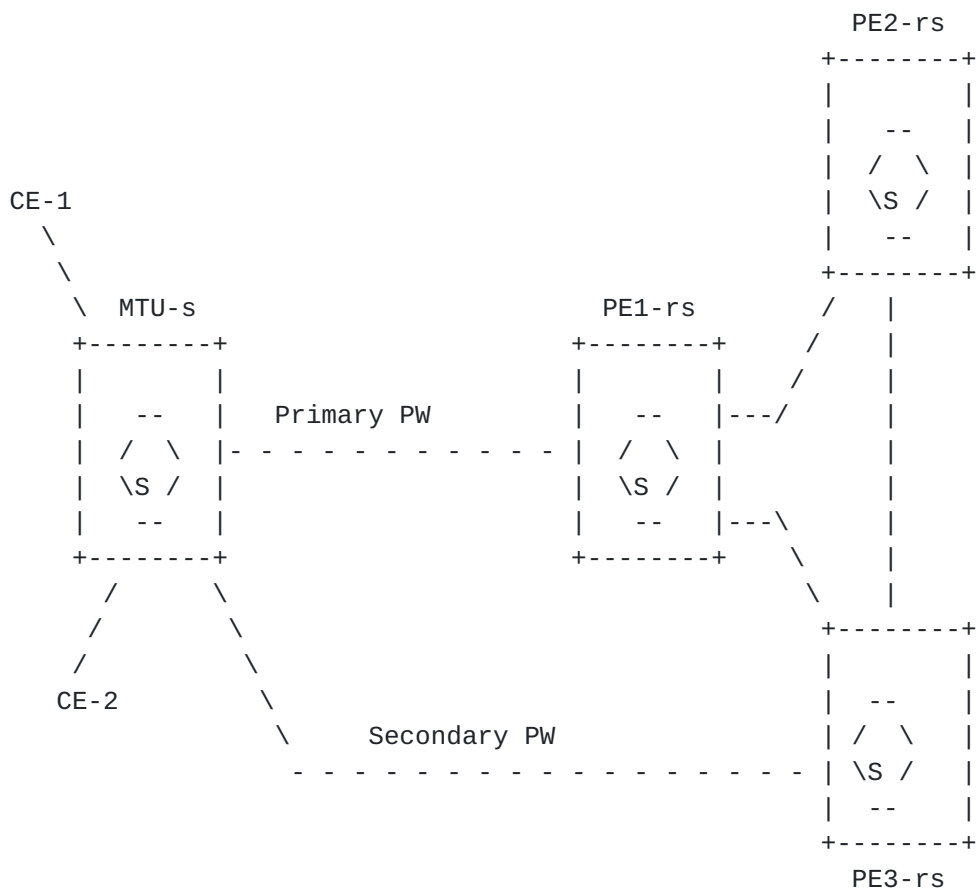 PE2-rs
S
CE-1
MTU-s
PE1-rs
Primary PW
S
S
CE-2
Secondary PW
S
PE3-rs